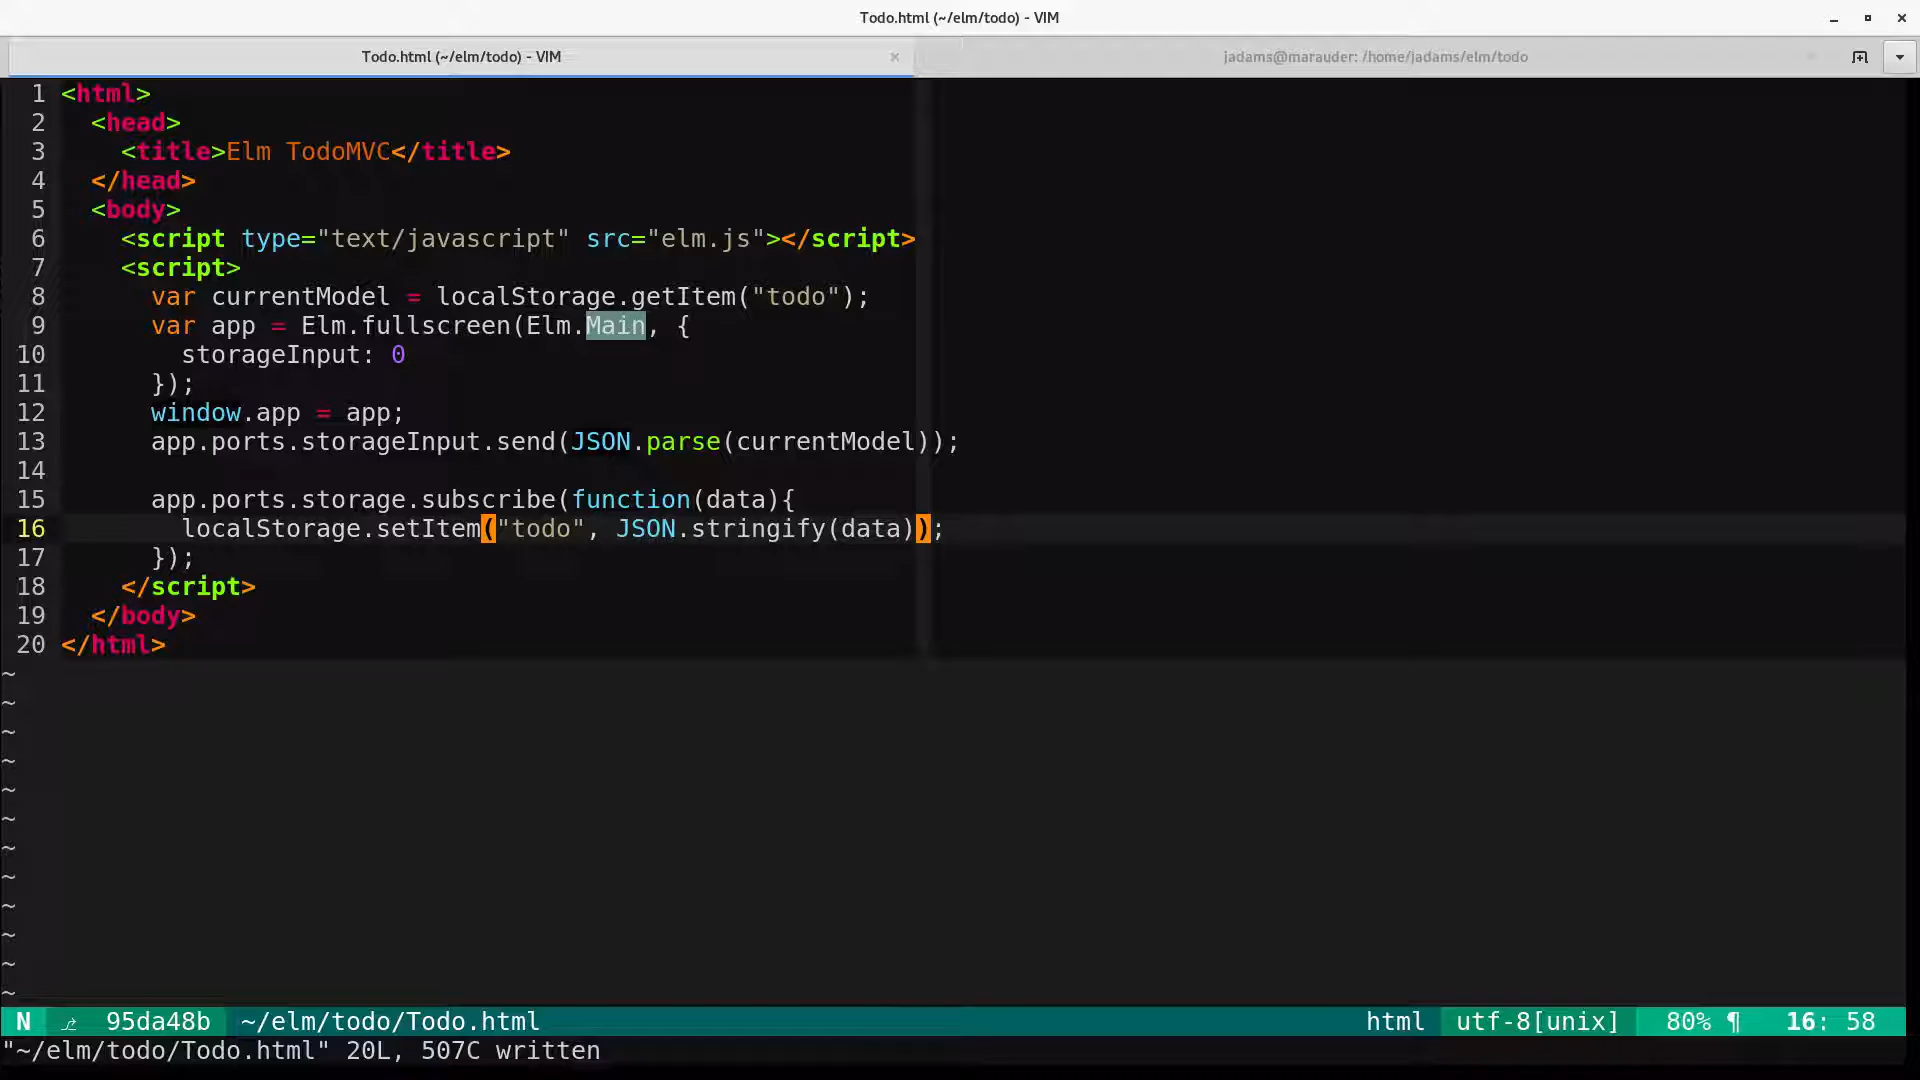 Todo.html (~/elm/todo) - VIM
Todo.html (~/elm/todo) - VIM
jadams@marauder: /home/jadams/elm/todo
1 <html>
2   <head>
3     <title>Elm TodoMVC</title>
4   </head>
5   <body>
6     <script type="text/javascript" src="elm.js"></script>
7     <script>
8       var currentModel = localStorage.getItem("todo");
9       var app = Elm.fullscreen(Elm.Main, {
10         storageInput: 0
11       });
12       window.app = app;
13       app.ports.storageInput.send(JSON.parse(currentModel));
14
15       app.ports.storage.subscribe(function(data){
16         localStorage.setItem("todo", JSON.stringify(data));
17       });
18     </script>
19   </body>
20 </html>
~
~
~
~
~
~
~
~
~
~
~
~
N ⎇ 95da48b ~/elm/todo/Todo.html html utf-8[unix] 80% ¶ 16: 58
"~/elm/todo/Todo.html" 20L, 507C written